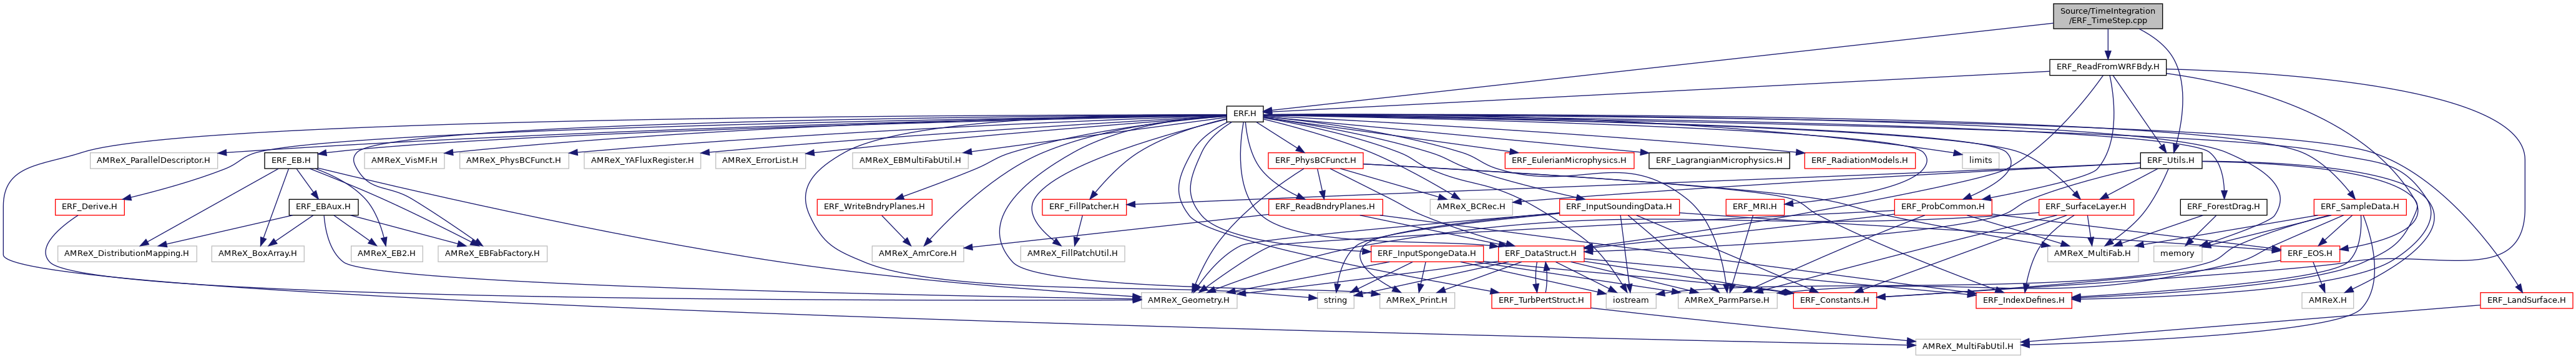 Source/TimeIntegration
/ERF_TimeStep.cpp
ERF_ReadFromWRFBdy.H
ERF.H
AMReX_ParallelDescriptor.H
ERF_EB.H
AMReX_VisMF.H
AMReX_PhysBCFunct.H
AMReX_YAFluxRegister.H
AMReX_ErrorList.H
AMReX_EBMultiFabUtil.H
ERF_PhysBCFunct.H
ERF_EulerianMicrophysics.H
ERF_LagrangianMicrophysics.H
ERF_RadiationModels.H
limits
ERF_Utils.H
ERF_Derive.H
ERF_EBAux.H
ERF_WriteBndryPlanes.H
ERF_FillPatcher.H
ERF_ReadBndryPlanes.H
AMReX_BCRec.H
ERF_InputSoundingData.H
ERF_MRI.H
ERF_ProbCommon.H
ERF_SurfaceLayer.H
ERF_ForestDrag.H
ERF_SampleData.H
AMReX_DistributionMapping.H
AMReX_BoxArray.H
AMReX_EB2.H
AMReX_EBFabFactory.H
AMReX_AmrCore.H
AMReX_FillPatchUtil.H
ERF_InputSpongeData.H
ERF_DataStruct.H
AMReX_MultiFab.H
memory
ERF_EOS.H
AMReX_Geometry.H
string
AMReX_Print.H
ERF_TurbPertStruct.H
iostream
AMReX_ParmParse.H
ERF_Constants.H
ERF_IndexDefines.H
AMReX.H
ERF_LandSurface.H
AMReX_MultiFabUtil.H